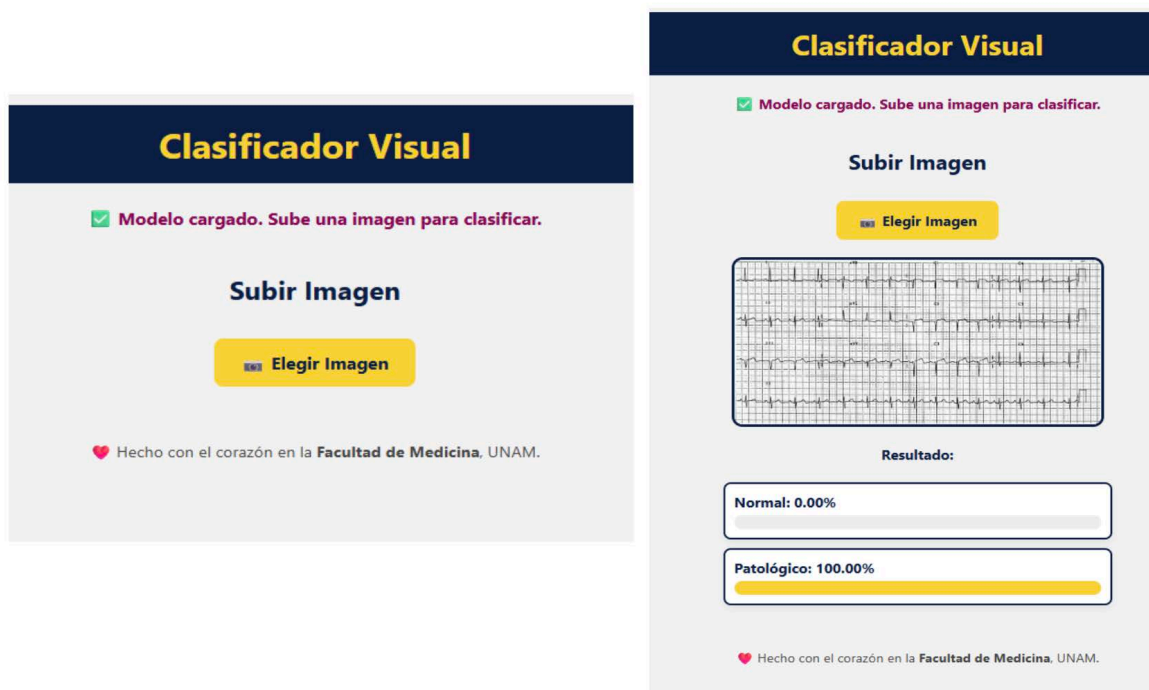 Clasificador Visual
✅ Modelo cargado. Sube una imagen para clasificar.
Subir Imagen
📷 Elegir Imagen
💖 Hecho con el corazón en la Facultad de Medicina, UNAM.
Clasificador Visual
✅ Modelo cargado. Sube una imagen para clasificar.
Subir Imagen
📷 Elegir Imagen
Resultado:
Normal: 0.00%
Patológico: 100.00%
💖 Hecho con el corazón en la Facultad de Medicina, UNAM.